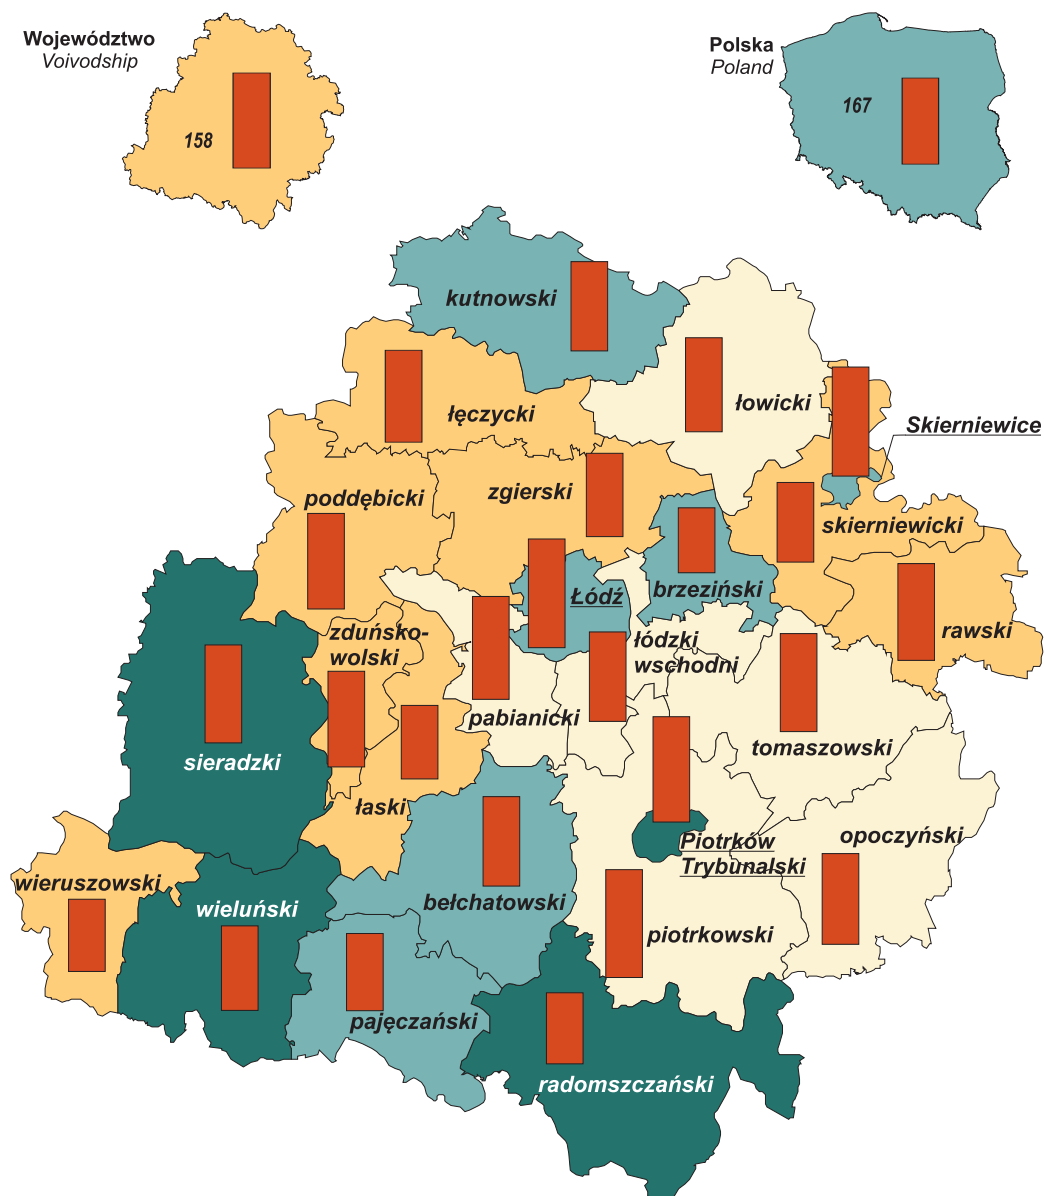 Województwo
Voivodship
158
Polska
Poland
167
kutnowski
łęczycki
łowicki
Skierniewice
zgierski
poddębicki
skierniewicki
brzeziński
Łódź
rawski
zduńsko-
wolski
łódzki
wschodni
pabianicki
tomaszowski
sieradzki
łaski
opoczyński
Piotrków
Trybunalski
wieruszowski
bełchatowski
wieluński
piotrkowski
pajęczański
radomszczański